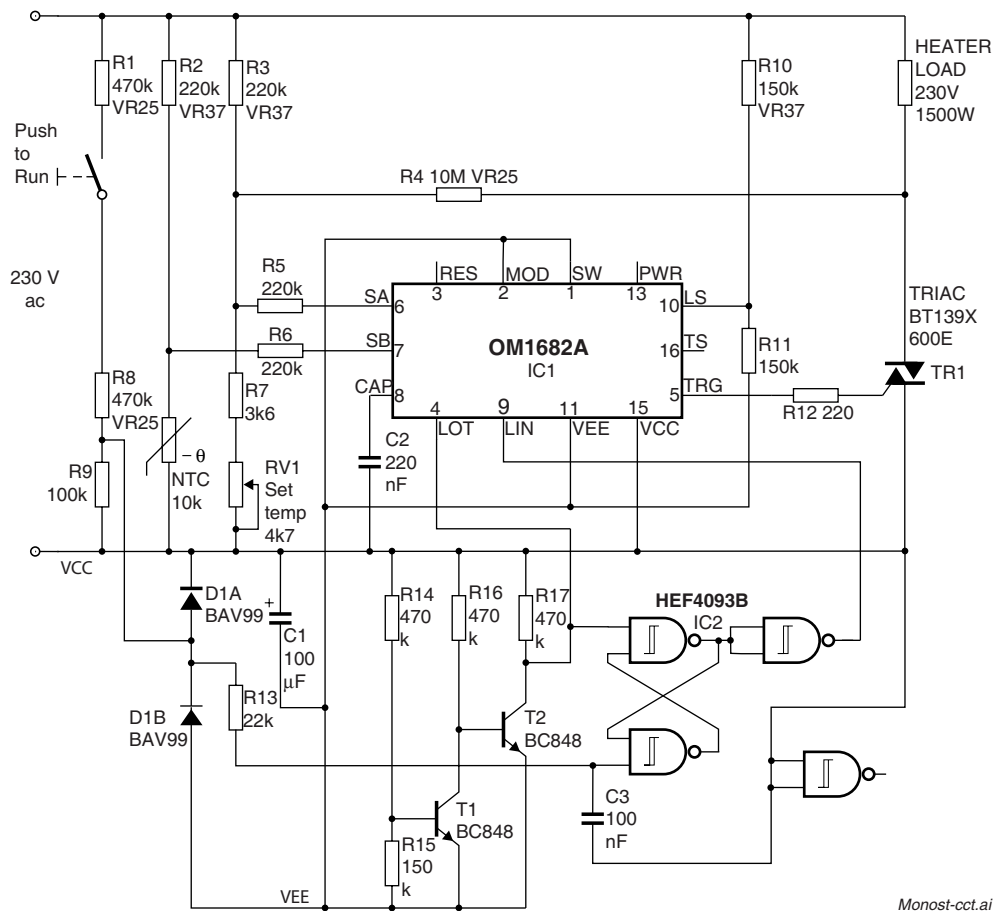 R1
470k
VR25
R2
220k
VR37
R3
220k
VR37
R10
150k
VR37
HEATER
LOAD
230V
1500W
Push
to
Run
R4 10M VR25
230 V
ac
R5
220k
R6
220k
RES
3
MOD
2
SW
1
PWR
13
SA
6
SB
7
CAP
8
OM1682A
IC1
LS
10
TS
16
TRG
5
4
LOT
9
LIN
11
VEE
15
VCC
R11
150k
TRIAC
BT139X
600E
TR1
R12 220
R8
470k
VR25
R7
3k6
R9
100k
– θ
NTC
10k
RV1
Set
temp
4k7
C2
220
nF
VCC
D1A
BAV99
+
C1
100
μF
R14
470
k
R16
470
k
R17
470
k
HEF4093B
IC2
R13
22k
D1B
BAV99
T2
BC848
T1
BC848
R15
150
k
C3
100
nF
VEE
Monost-cct.ai